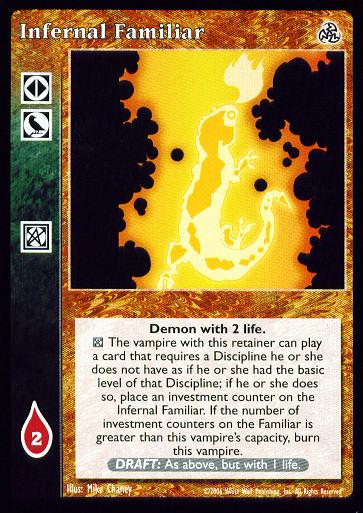 Infernal Familiar
Demon with 2 life.
The vampire with this retainer can play
a card that requires a Discipline he or she
does not have as if he or she had the basic
level of that Discipline; if he or she does
so, place an investment counter on the
Infernal Familiar. If the number of
investment counters on the Familiar is
greater than this vampire's capacity, burn
this vampire.
DRAFT: As above, but with 1 life.
2
Illus: Mike Chaney
©2006 White Wolf Publishing, Inc. All Rights Reserved.